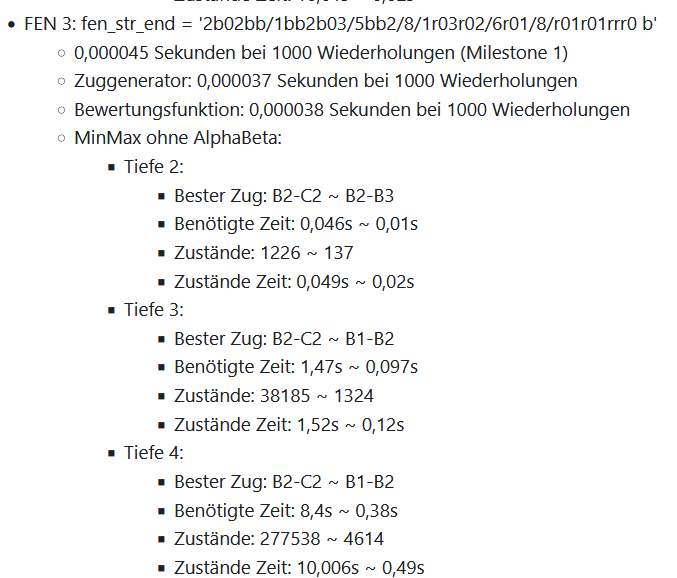 • FEN 3: fen_str_end = '2b02bb/1bb2b03/5bb2/8/1r03r02/6r01/8/r01r01rrr0 b'
◦ 0,000045 Sekunden bei 1000 Wiederholungen (Milestone 1)
◦ Zuggenerator: 0,000037 Sekunden bei 1000 Wiederholungen
◦ Bewertungsfunktion: 0,000038 Sekunden bei 1000 Wiederholungen
◦ MinMax ohne AlphaBeta:
▪ Tiefe 2:
▪ Bester Zug: B2-C2 ~ B2-B3
▪ Benötigte Zeit: 0,046s ~ 0,01s
▪ Zustände: 1226 ~ 137
▪ Zustände Zeit: 0,049s ~ 0,02s
▪ Tiefe 3:
▪ Bester Zug: B2-C2 ~ B1-B2
▪ Benötigte Zeit: 1,47s ~ 0,097s
▪ Zustände: 38185 ~ 1324
▪ Zustände Zeit: 1,52s ~ 0,12s
▪ Tiefe 4:
▪ Bester Zug: B2-C2 ~ B1-B2
▪ Benötigte Zeit: 8,4s ~ 0,38s
▪ Zustände: 277538 ~ 4614
▪ Zustände Zeit: 10,006s ~ 0,49s